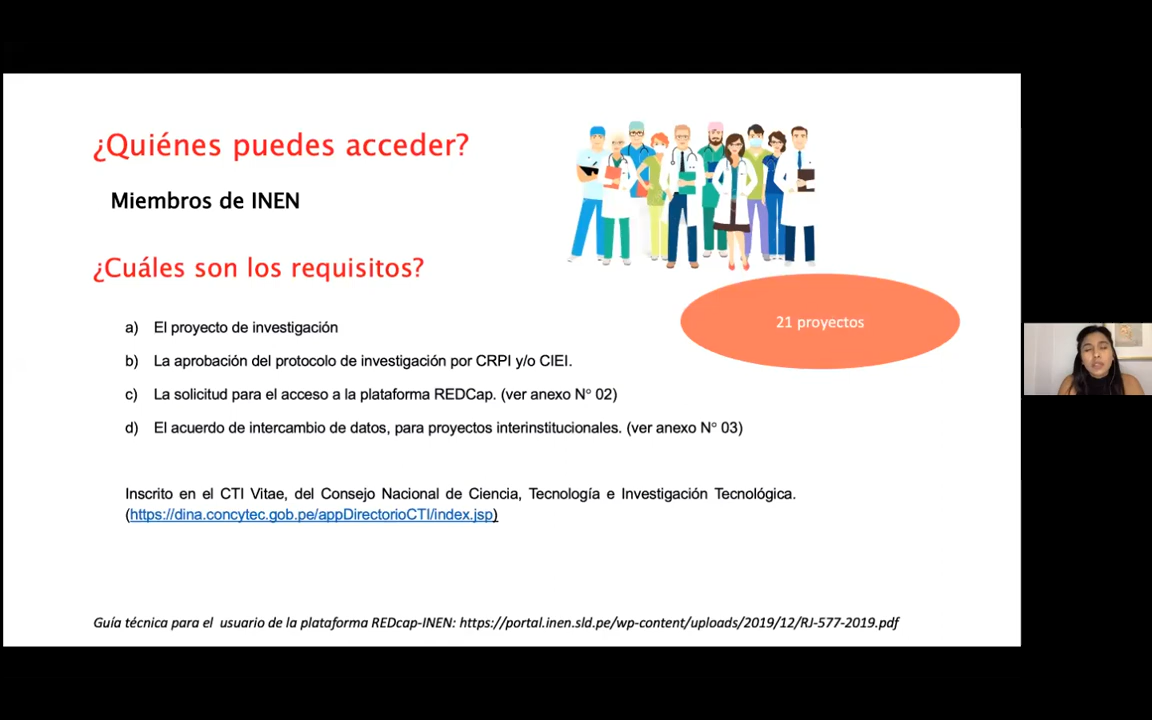 ¿Quiénes puedes acceder?
Miembros de INEN
¿Cuáles son los requisitos?
21 proyectos
a) El proyecto de investigación
b) La aprobación del protocolo de investigación por CRPI y/o CIEI.
c) La solicitud para el acceso a la plataforma REDCap. (ver anexo N° 02)
d) El acuerdo de intercambio de datos, para proyectos interinstitucionales. (ver anexo N° 03)
Inscrito en el CTI Vitae, del Consejo Nacional de Ciencia, Tecnología e Investigación Tecnológica.
(https://dina.concytec.gob.pe/appDirectorioCTI/index.jsp)
Guía técnica para el usuario de la plataforma REDcap-INEN: https://portal.inen.sld.pe/wp-content/uploads/2019/12/RJ-577-2019.pdf